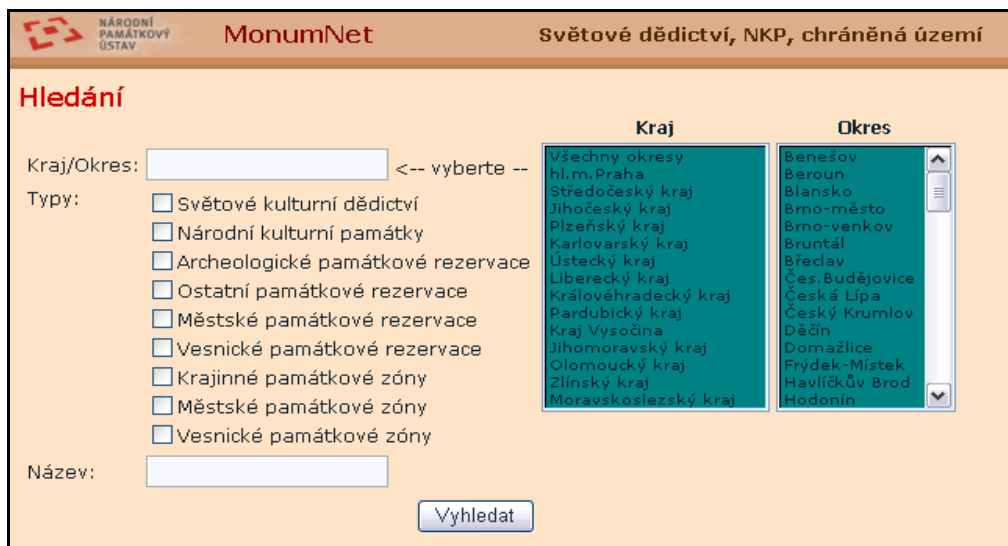 NÁRODNÍ
PAMÁTKOVÝ
ÚSTAV
MonumNet
Světové dědictví, NKP, chráněná území
Hledání
Kraj/Okres:
<-- vyberte --
Typy:
Světové kulturní dědictví
Národní kulturní památky
Archeologické památkové rezervace
Ostatní památkové rezervace
Městské památkové rezervace
Vesnické památkové rezervace
Krajinné památkové zóny
Městské památkové zóny
Vesnické památkové zóny
Název:
Vyhledat
Kraj
Všechny okresy
hl.m.Praha
Středočeský kraj
Jihočeský kraj
Plzeňský kraj
Karlovarský kraj
Ústecký kraj
Liberecký kraj
Královéhradecký kraj
Pardubický kraj
Kraj Vysočina
Jihomoravský kraj
Olomoucký kraj
Zlínský kraj
Moravskoslezský kraj
Okres
Benešov
Beroun
Blansko
Brno-město
Brno-venkov
Bruntál
Břeclav
Čes.Budějovice
Česká Lípa
Český Krumlov
Děčín
Domažlice
Frýdek-Místek
Havlíčkův Brod
Hodonín